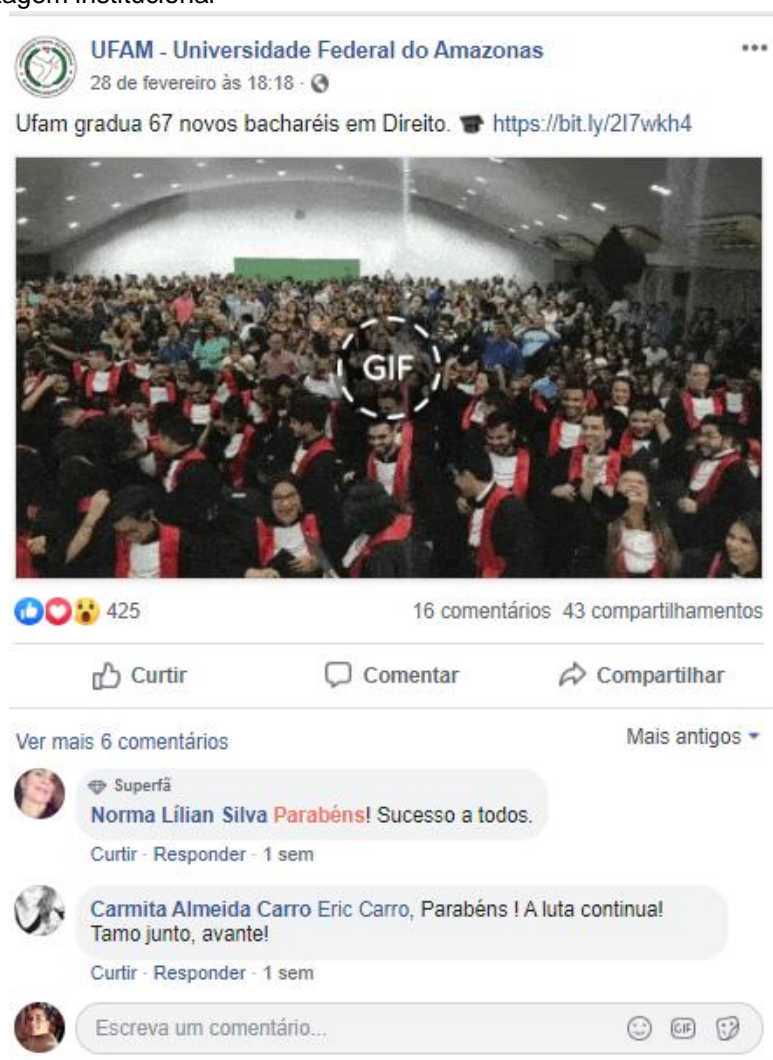 UFAM - Universidade Federal do Amazonas
28 de fevereiro às 18:18 ·
Ufam gradua 67 novos bacharéis em Direito. https://bit.ly/2I7wkh4
GIF
425
16 comentários 43 compartilhamentos
Curtir Comentar Compartilhar
Ver mais 6 comentários
Mais antigos
Superfã
Norma Lílian Silva Parabéns! Sucesso a todos.
Curtir · Responder · 1 sem
Carmita Almeida Carro Eric Carro, Parabéns ! A luta continua!
Tamo junto, avante!
Curtir · Responder · 1 sem
Escreva um comentário...
GIF